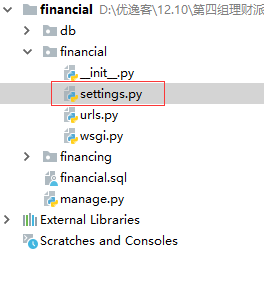 financial D:\优逸客\12.10\第四组理财派
db
financial
__init__.py
settings.py
urls.py
wsgi.py
financing
financial.sql
manage.py
External Libraries
Scratches and Consoles